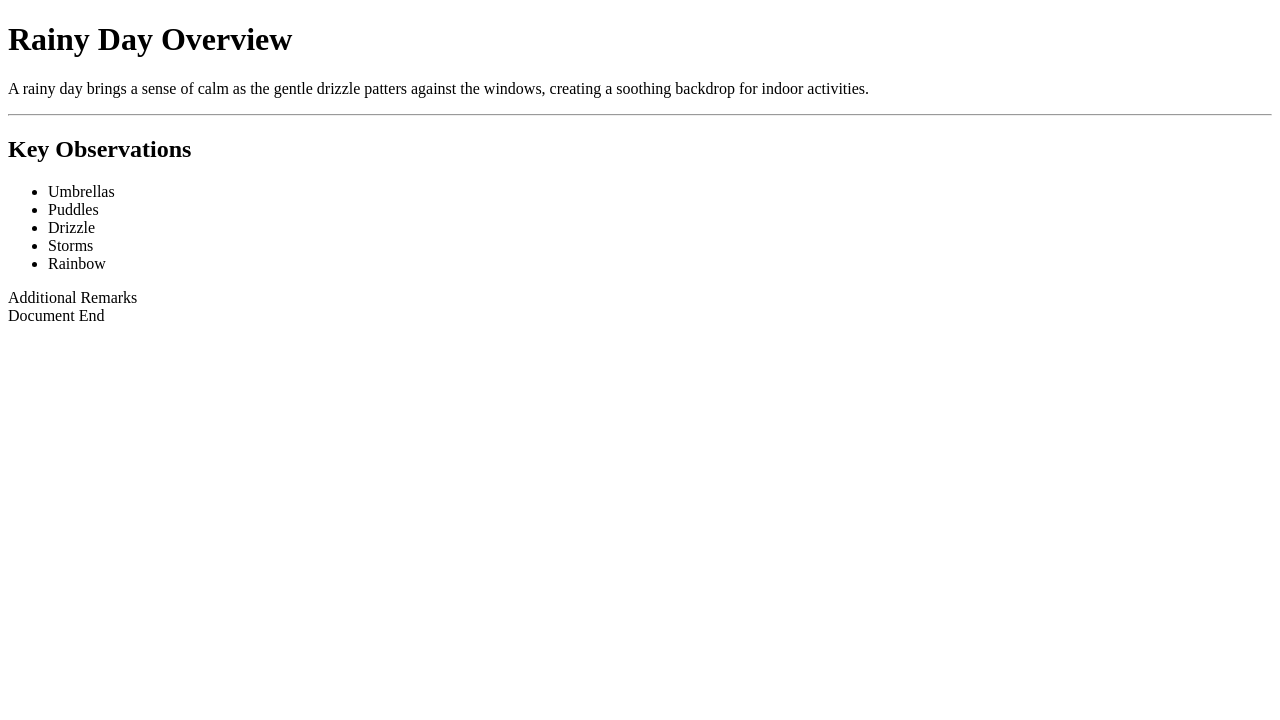 Rainy Day Overview
A rainy day brings a sense of calm as the gentle drizzle patters against the windows, creating a soothing backdrop for indoor activities.
Key Observations
Umbrellas
Puddles
Drizzle
Storms
Rainbow
Additional Remarks
Document End